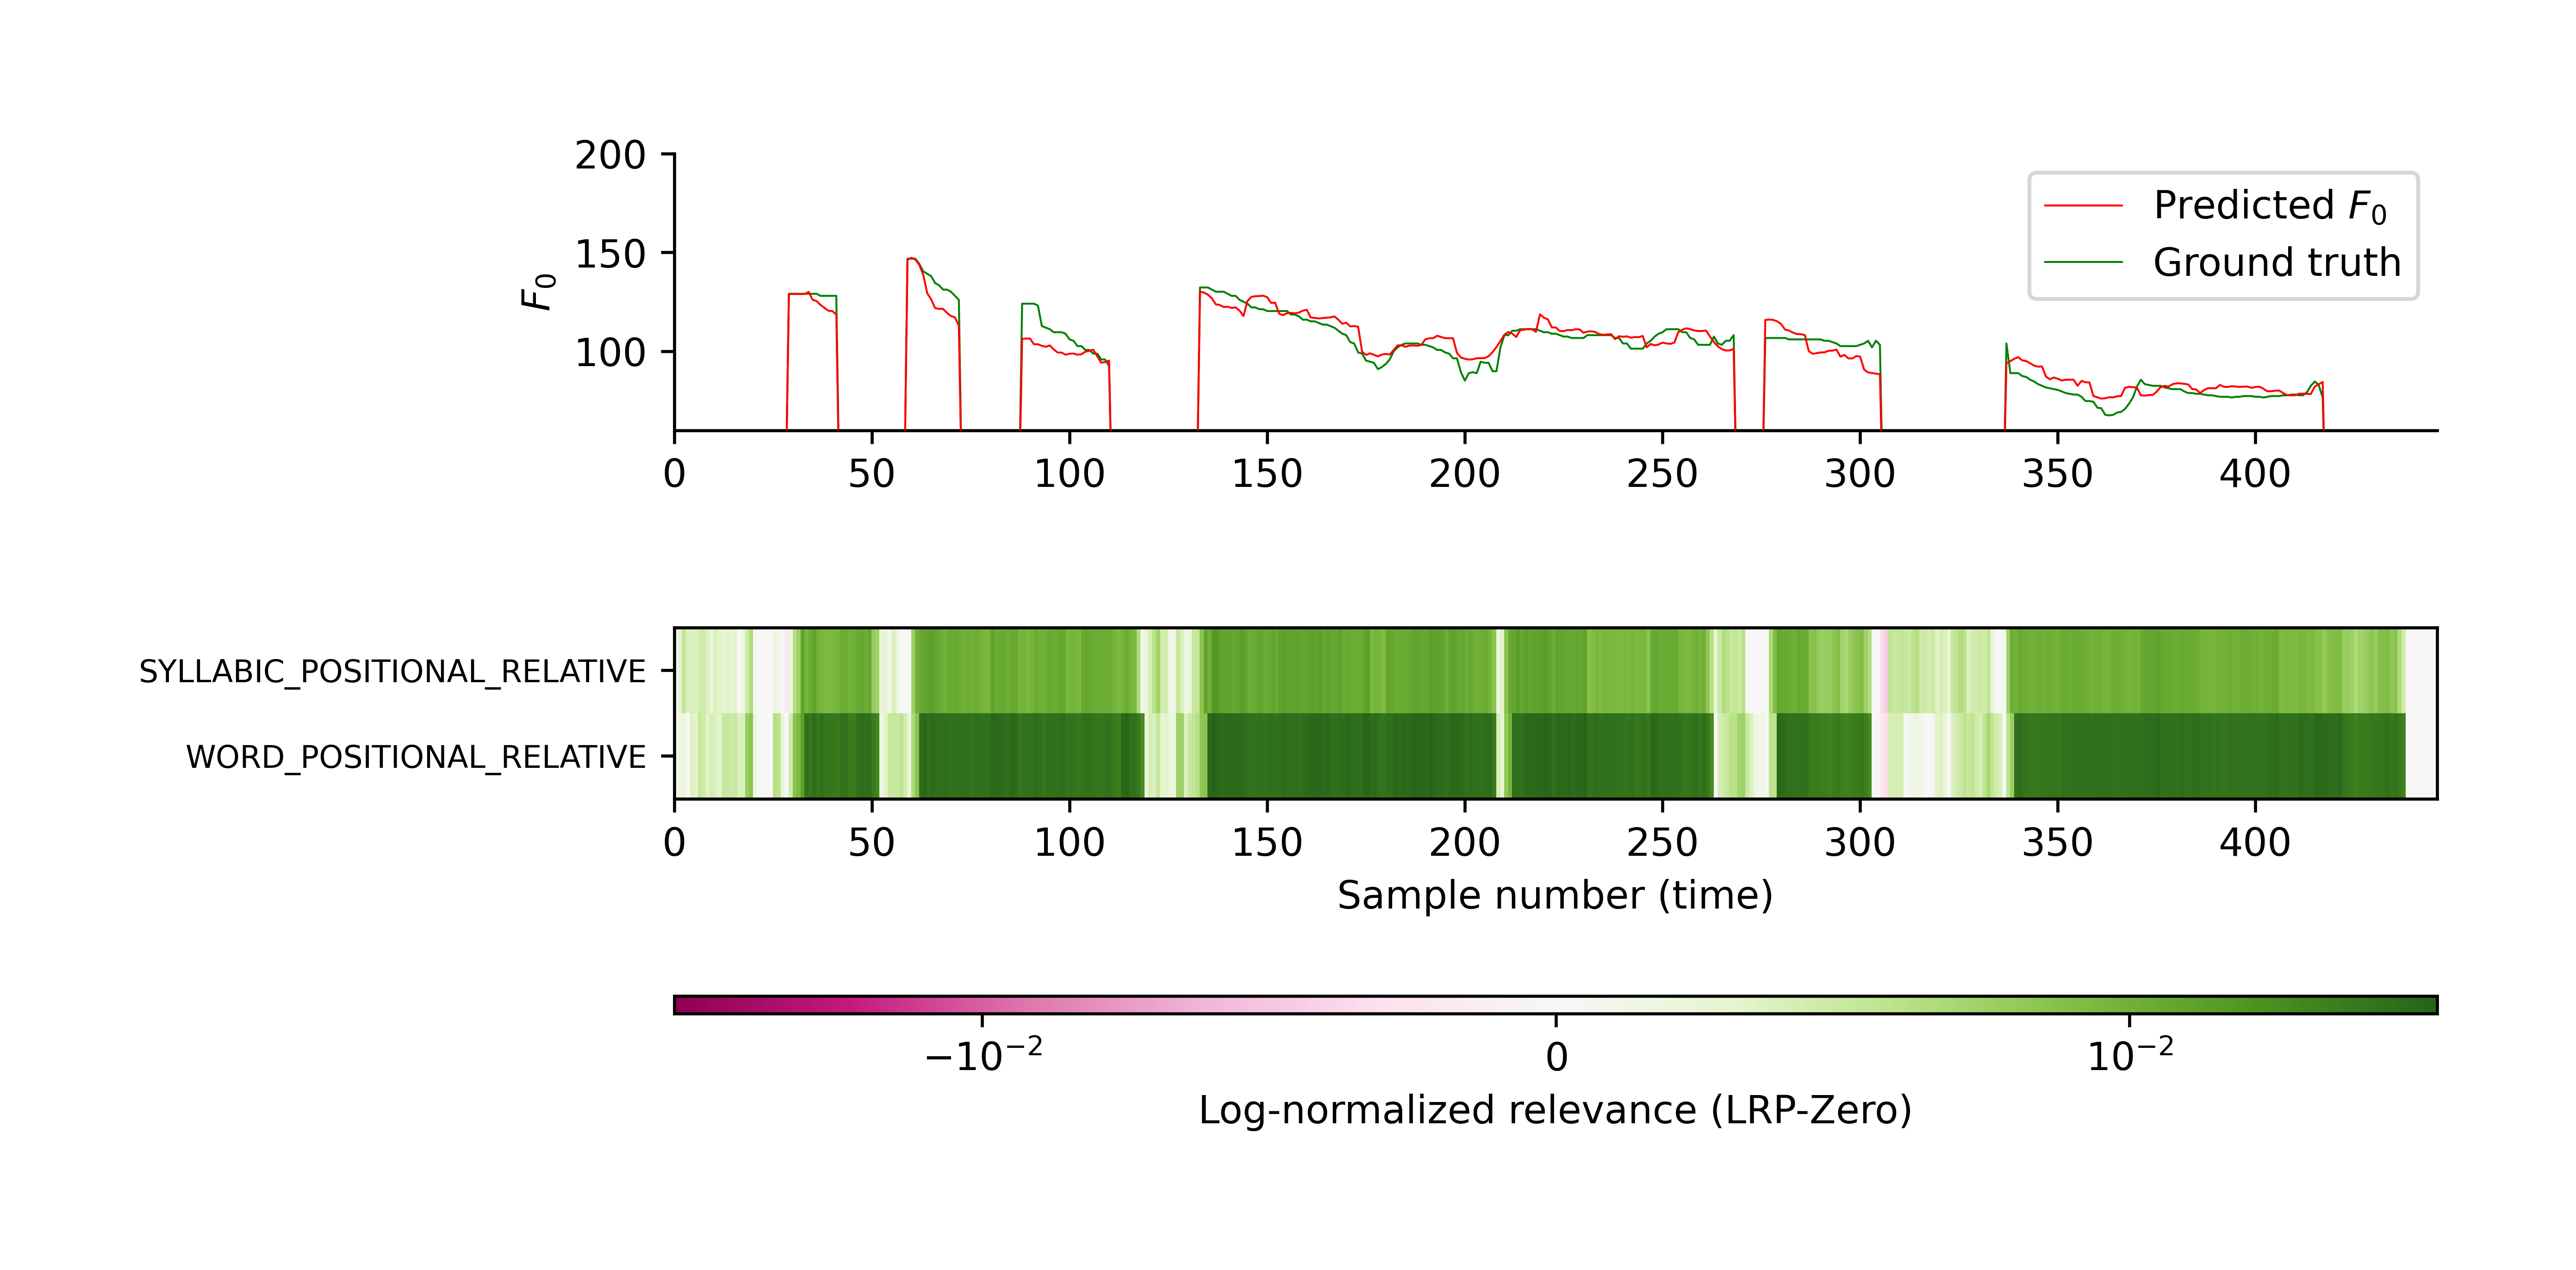 200
150
100
F₀
Predicted F₀
Ground truth
0 50 100 150 200 250 300 350 400
SYLLABIC_POSITIONAL_RELATIVE
WORD_POSITIONAL_RELATIVE
0 50 100 150 200 250 300 350 400
Sample number (time)
−10⁻² 0 10⁻²
Log-normalized relevance (LRP-Zero)